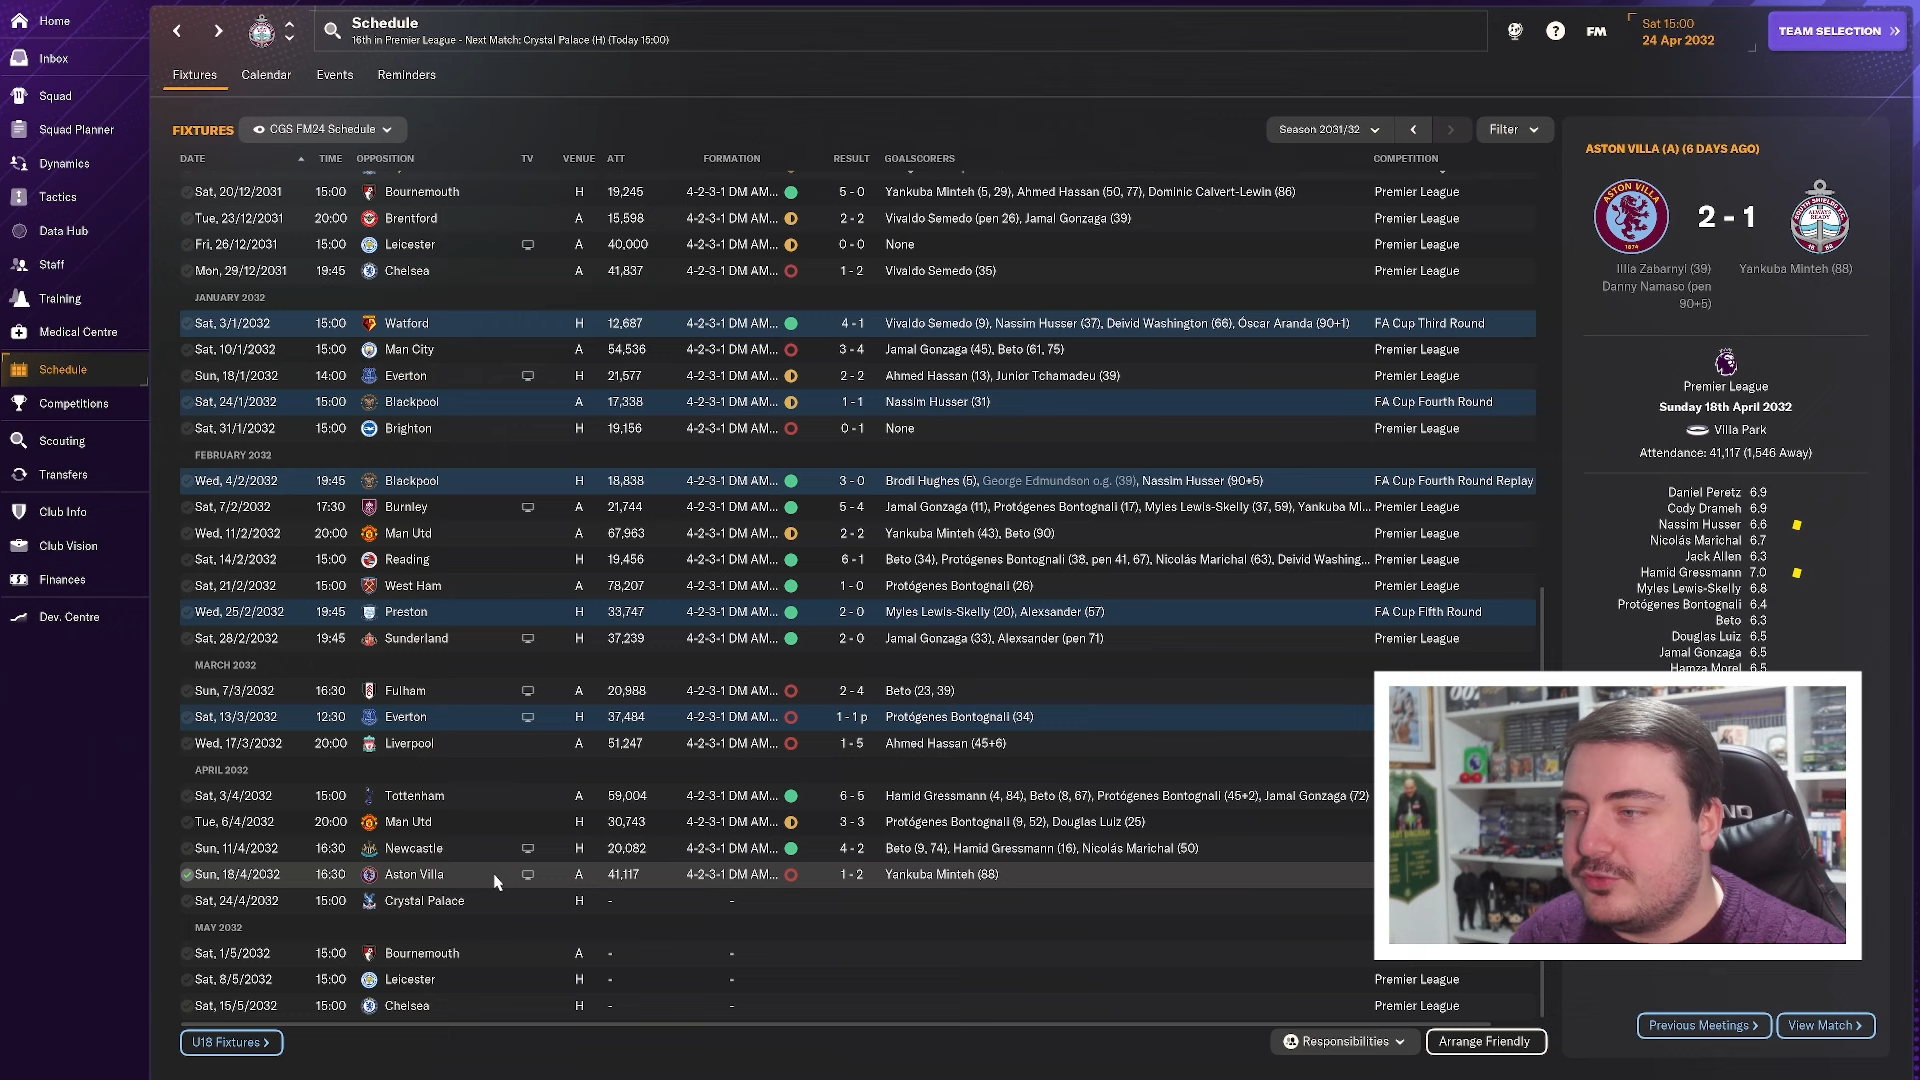 Home
Inbox
Squad
Squad Planner
Dynamics
Tactics
Data Hub
Staff
Training
Medical Centre
Schedule
Competitions
Scouting
Transfers
Club Info
Club Vision
Finances
Dev. Centre
Schedule
16th in Premier League - Next Match: Crystal Palace (H) (Today 15:00)
FM
Sat 15:00
24 Apr 2032
TEAM SELECTION
Fixtures Calendar Events Reminders
FIXTURES CGS FM24 Schedule Season 2031/32 Filter
DATE TIME OPPOSITION TV VENUE ATT FORMATION RESULT GOALSCORERS COMPETITION
Sat, 20/12/2031 15:00 Bournemouth H 19,245 4-2-3-1 DM AM... 5 - 0 Yankuba Minteh (5, 29), Ahmed Hassan (50, 77), Dominic Calvert-Lewin (86) Premier League
Tue, 23/12/2031 20:00 Brentford A 15,598 4-2-3-1 DM AM... 2 - 2 Vivaldo Semedo (pen 26), Jamal Gonzaga (39) Premier League
Fri, 26/12/2031 15:00 Leicester A 40,000 4-2-3-1 DM AM... 0 - 0 None Premier League
Mon, 29/12/2031 19:45 Chelsea A 41,837 4-2-3-1 DM AM... 1 - 2 Vivaldo Semedo (35) Premier League
JANUARY 2032
Sat, 3/1/2032 15:00 Watford H 12,687 4-2-3-1 DM AM... 4 - 1 Vivaldo Semedo (9), Nassim Husser (37), Deivid Washington (66), Óscar Aranda (90+1) FA Cup Third Round
Sat, 10/1/2032 15:00 Man City A 54,536 4-2-3-1 DM AM... 3 - 4 Jamal Gonzaga (45), Beto (61, 75) Premier League
Sun, 18/1/2032 14:00 Everton H 21,577 4-2-3-1 DM AM... 2 - 2 Ahmed Hassan (13), Junior Tchamadeu (39) Premier League
Sat, 24/1/2032 15:00 Blackpool A 17,338 4-2-3-1 DM AM... 1 - 1 Nassim Husser (31) FA Cup Fourth Round
Sat, 31/1/2032 15:00 Brighton H 19,156 4-2-3-1 DM AM... 0 - 1 None Premier League
FEBRUARY 2032
Wed, 4/2/2032 19:45 Blackpool H 18,838 4-2-3-1 DM AM... 3 - 0 Brodi Hughes (5), George Edmundson o.g. (39), Nassim Husser (90+5) FA Cup Fourth Round Replay
Sat, 7/2/2032 17:30 Burnley A 21,744 4-2-3-1 DM AM... 5 - 4 Jamal Gonzaga (11), Protógenes Bontognali (17), Myles Lewis-Skelly (37, 59), Yankuba Mi... Premier League
Wed, 11/2/2032 20:00 Man Utd A 67,963 4-2-3-1 DM AM... 2 - 2 Yankuba Minteh (43), Beto (90) Premier League
Sat, 14/2/2032 15:00 Reading H 19,456 4-2-3-1 DM AM... 6 - 1 Beto (34), Protógenes Bontognali (38, pen 41, 67), Nicolás Marichal (63), Deivid Washing... Premier League
Sat, 21/2/2032 15:00 West Ham A 78,207 4-2-3-1 DM AM... 1 - 0 Protógenes Bontognali (26) Premier League
Wed, 25/2/2032 19:45 Preston H 33,747 4-2-3-1 DM AM... 2 - 0 Myles Lewis-Skelly (20), Alexsander (57) FA Cup Fifth Round
Sat, 28/2/2032 19:45 Sunderland H 37,239 4-2-3-1 DM AM... 2 - 0 Jamal Gonzaga (33), Alexsander (pen 71) Premier League
MARCH 2032
Sun, 7/3/2032 16:30 Fulham A 20,988 4-2-3-1 DM AM... 2 - 4 Beto (23, 39)
Sat, 13/3/2032 12:30 Everton H 37,484 4-2-3-1 DM AM... 1 - 1 p Protógenes Bontognali (34)
Wed, 17/3/2032 20:00 Liverpool A 51,247 4-2-3-1 DM AM... 1 - 5 Ahmed Hassan (45+6)
APRIL 2032
Sat, 3/4/2032 15:00 Tottenham A 59,004 4-2-3-1 DM AM... 6 - 5 Hamid Gressmann (4, 84), Beto (8, 67), Protógenes Bontognali (45+2), Jamal Gonzaga (72)
Tue, 6/4/2032 20:00 Man Utd H 30,743 4-2-3-1 DM AM... 3 - 3 Protógenes Bontognali (9, 52), Douglas Luiz (25)
Sun, 11/4/2032 16:30 Newcastle H 20,082 4-2-3-1 DM AM... 4 - 2 Beto (9, 74), Hamid Gressmann (16), Nicolás Marichal (50)
Sun, 18/4/2032 16:30 Aston Villa A 41,117 4-2-3-1 DM AM... 1 - 2 Yankuba Minteh (88)
Sat, 24/4/2032 15:00 Crystal Palace H - -
MAY 2032
Sat, 1/5/2032 15:00 Bournemouth A - -
Sat, 8/5/2032 15:00 Leicester H - - Premier League
Sat, 15/5/2032 15:00 Chelsea H - - Premier League
U18 Fixtures Responsibilities Arrange Friendly
ASTON VILLA (A) (6 DAYS AGO)
ASTON VILLA
1874
2 - 1
SOUTH SHIELDS F.C.
ALWAYS READY
Illia Zabarnyi (39) Yankuba Minteh (88)
Danny Namaso (pen
90+5)
Premier League
Sunday 18th April 2032
Villa Park
Attendance: 41,117 (1,546 Away)
Daniel Peretz 6.9
Cody Drameh 6.9
Nassim Husser 6.6
Nicolás Marichal 6.7
Jack Allen 6.3
Hamid Gressmann 7.0
Myles Lewis-Skelly 6.8
Protógenes Bontognali 6.4
Beto 6.3
Douglas Luiz 6.5
Jamal Gonzaga 6.5
Hamza Morel 6.5
Previous Meetings View Match